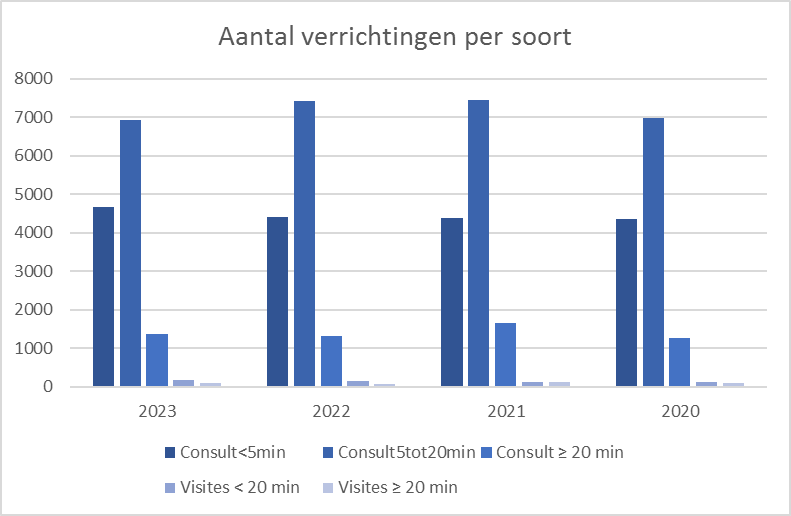 Aantal verrichtingen per soort
8000
7000
6000
5000
4000
3000
2000
1000
0
2023 2022 2021 2020
Consult<5min Consult5tot20min Consult ≥ 20 min
Visites < 20 min Visites ≥ 20 min